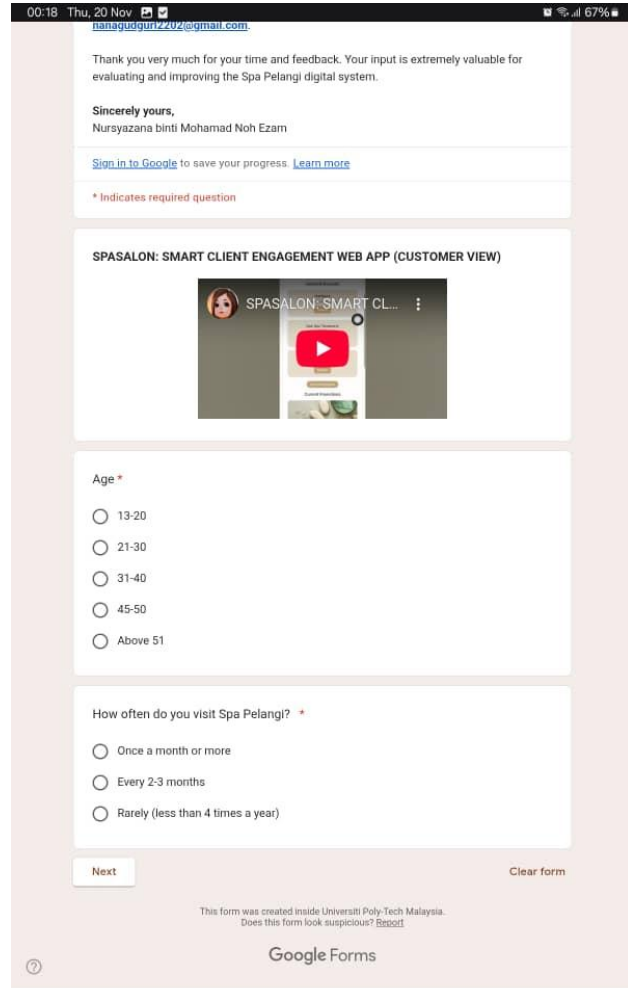 00:18 Thu, 20 Nov 67%
nanagudgurl2202@gmail.com.
Thank you very much for your time and feedback. Your input is extremely valuable for
evaluating and improving the Spa Pelangi digital system.
Sincerely yours,
Nursyazana binti Mohamad Noh Ezam
Sign in to Google to save your progress. Learn more
* Indicates required question
SPASALON: SMART CLIENT ENGAGEMENT WEB APP (CUSTOMER VIEW)
SPASALON: SMART CL...
Current Promotions
Age *
13-20
21-30
31-40
45-50
Above 51
How often do you visit Spa Pelangi? *
Once a month or more
Every 2-3 months
Rarely (less than 4 times a year)
Next
Clear form
This form was created inside Universiti Poly-Tech Malaysia.
Does this form look suspicious? Report
Google Forms